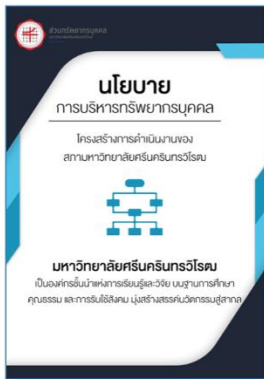 ส่วนทรัพยากรบุคคล
นโยบาย
การบริหารทรัพยากรบุคคล
โครงสร้างการดำเนินงานของ
สภามหาวิทยาลัยศรีนครินทรวิโรฒ
มหาวิทยาลัยศรีนครินทรวิโรฒ
เป็นองค์กรชั้นนำแห่งการเรียนรู้และวิจัย บนฐานการศึกษา
คุณธรรม และการรับใช้สังคม มุ่งสร้างสรรค์นวัตกรรมสู่สากล